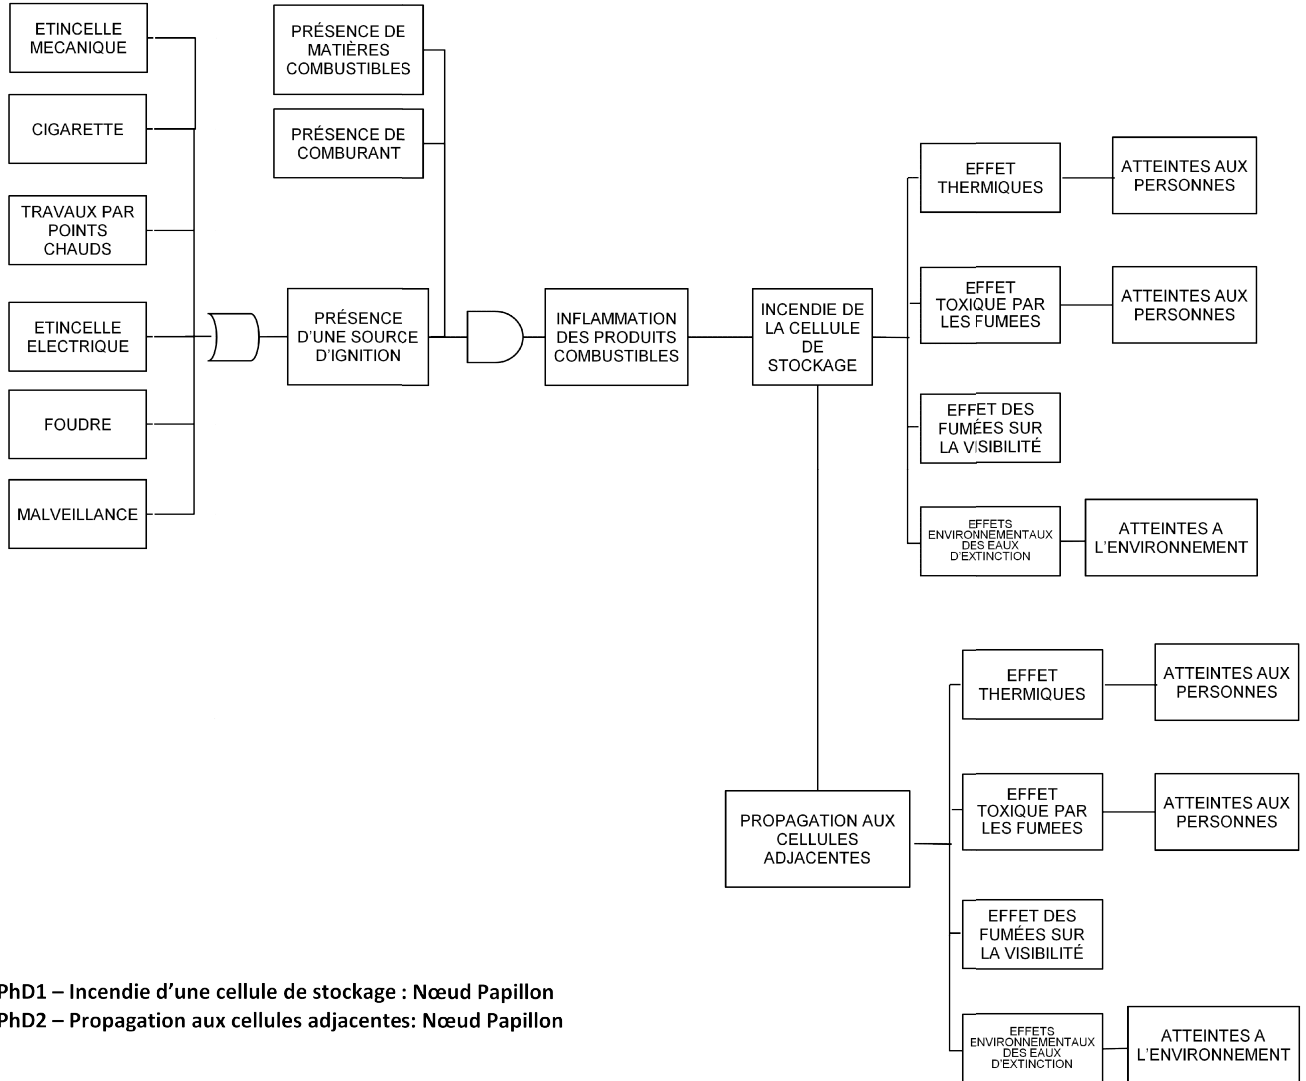 ETINCELLE
MECANIQUE
CIGARETTE
TRAVAUX PAR
POINTS
CHAUDS
ETINCELLE
ELECTRIQUE
FOUDRE
MALVEILLANCE
PRÉSENCE DE
MATIÈRES
COMBUSTIBLES
PRÉSENCE DE
COMBURANT
PRÉSENCE
D'UNE SOURCE
D'IGNITION
INFLAMMATION
DES PRODUITS
COMBUSTIBLES
INCENDIE DE
LA CELLULE
DE
STOCKAGE
EFFET
THERMIQUES
ATTEINTES AUX
PERSONNES
EFFET
TOXIQUE PAR
LES FUMEES
ATTEINTES AUX
PERSONNES
EFFET DES
FUMÉES SUR
LA VISIBILITÉ
EFFETS
ENVIRONNEMENTAUX
DES EAUX
D'EXTINCTION
ATTEINTES A
L'ENVIRONNEMENT
PROPAGATION AUX
CELLULES
ADJACENTES
EFFET
THERMIQUES
ATTEINTES AUX
PERSONNES
EFFET
TOXIQUE PAR
LES FUMEES
ATTEINTES AUX
PERSONNES
EFFET DES
FUMÉES SUR
LA VISIBILITÉ
EFFETS
ENVIRONNEMENTAUX
DES EAUX
D'EXTINCTION
ATTEINTES A
L'ENVIRONNEMENT
PhD1 – Incendie d'une cellule de stockage : Nœud Papillon
PhD2 – Propagation aux cellules adjacentes: Nœud Papillon